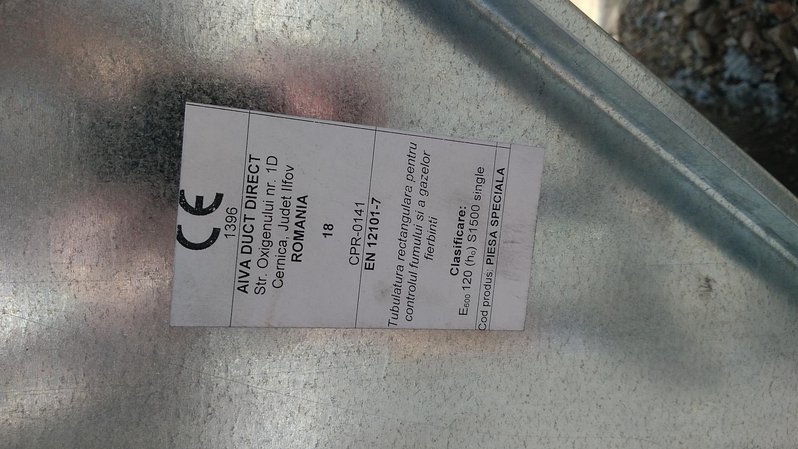 CE
1396
AIVA DUCT DIRECT
Str. Oxigenului nr. 1D
Cernica, Judet Ilfov
ROMANIA
18
CPR-0141
EN 12101-7
Tubulatura rectangulara pentru
controlul fumului si a gazelor
fierbinti
Clasificare:
E600 120 (ho) S1500 single
Cod produs: PIESA SPECIALA